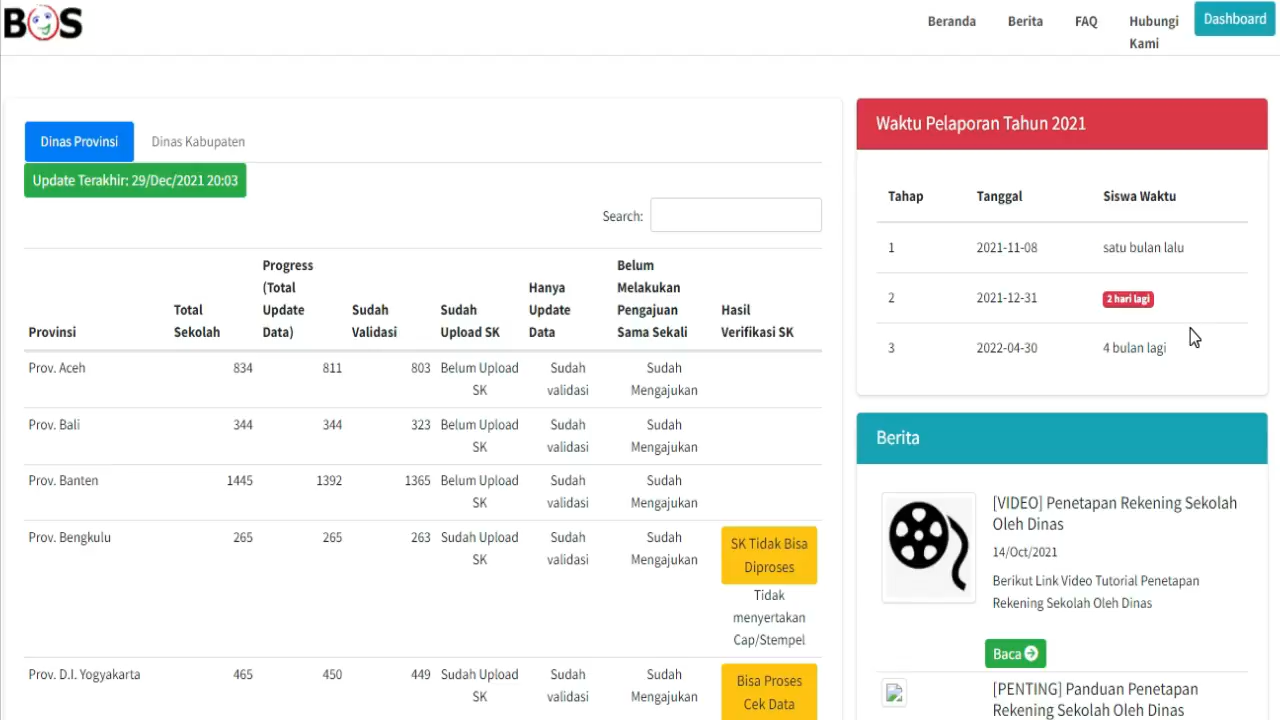 BOS
Beranda
Berita
FAQ
Hubungi
Kami
Dashboard
Dinas Provinsi
Dinas Kabupaten
Update Terakhir: 29/Dec/2021 20:03
Search:
Provinsi
Total
Sekolah
Progress
(Total
Update
Data)
Sudah
Validasi
Sudah
Upload SK
Hanya
Update
Data
Belum
Melakukan
Pengajuan
Sama Sekali
Hasil
Verifikasi SK
Prov. Aceh 834 811 803 Belum Upload Sudah Sudah
SK validasi Mengajukan
Prov. Bali 344 344 323 Belum Upload Sudah Sudah
SK validasi Mengajukan
Prov. Banten 1445 1392 1365 Belum Upload Sudah Sudah
SK validasi Mengajukan
Prov. Bengkulu 265 265 263 Sudah Upload Sudah Sudah SK Tidak Bisa
SK validasi Mengajukan Diproses
Tidak
menyertakan
Cap/Stempel
Prov. D.I. Yogyakarta 465 450 449 Sudah Upload Sudah Sudah Bisa Proses
SK validasi Mengajukan Cek Data
Waktu Pelaporan Tahun 2021
Tahap Tanggal Siswa Waktu
1 2021-11-08 satu bulan lalu
2 2021-12-31 2 hari lagi
3 2022-04-30 4 bulan lagi
Berita
[VIDEO] Penetapan Rekening Sekolah
Oleh Dinas
14/Oct/2021
Berikut Link Video Tutorial Penetapan
Rekening Sekolah Oleh Dinas
Baca
[PENTING] Panduan Penetapan
Rekening Sekolah Oleh Dinas